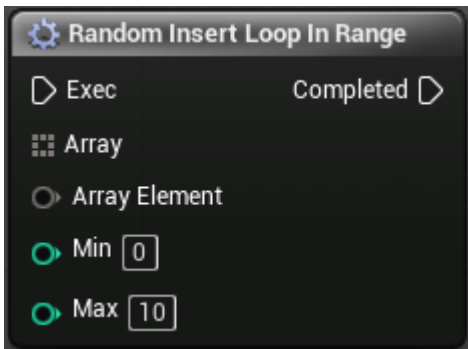 Random Insert Loop In Range
Exec Completed
Array
Array Element
Min 0
Max 10